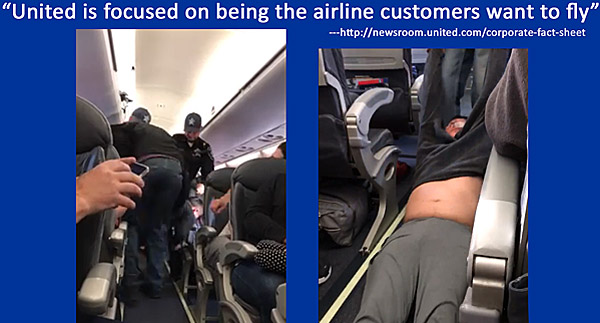 “United is focused on being the airline customers want to fly”
---http://newsroom.united.com/corporate-fact-sheet